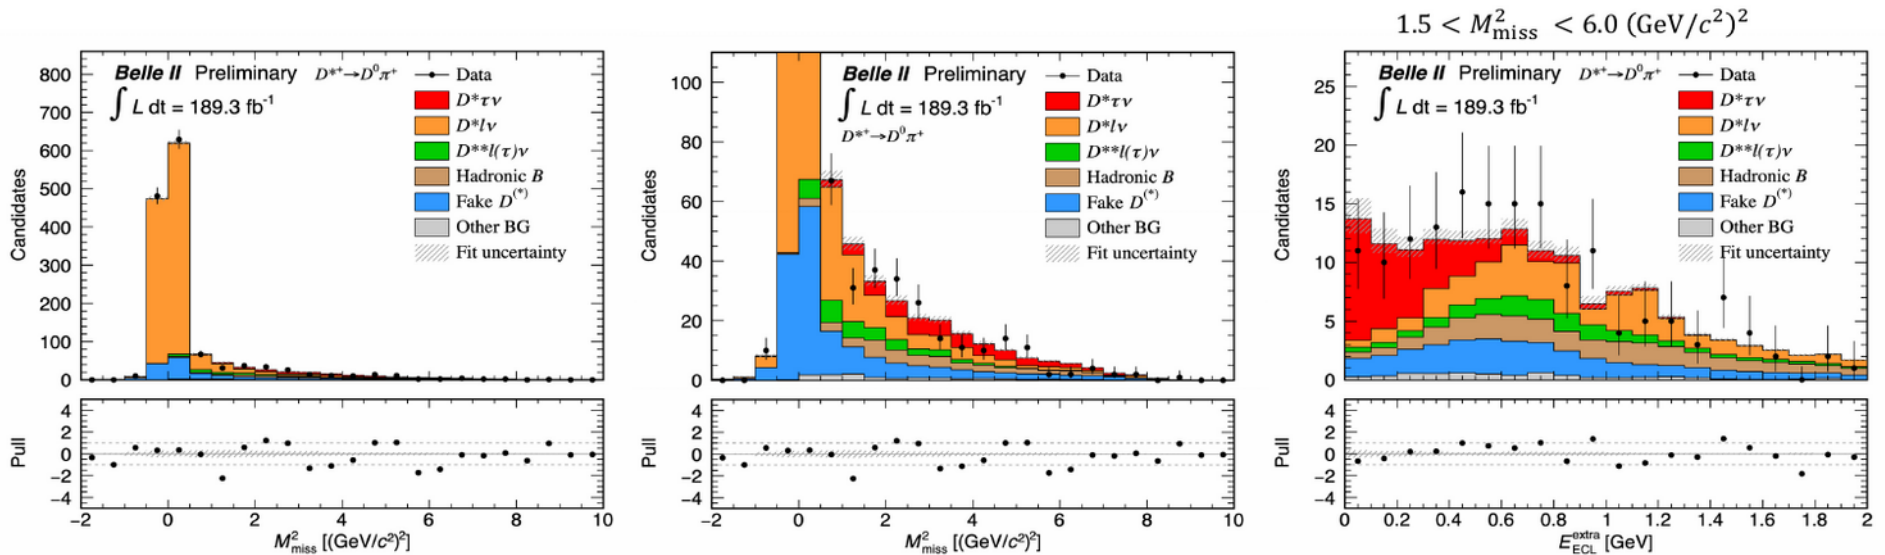 1.5 < M²miss < 6.0 (GeV/c²)²
Belle II Preliminary D*⁺→D⁰π⁺
∫ L dt = 189.3 fb⁻¹
Data
D*τν
D*lν
D**l(τ)ν
Hadronic B
Fake D⁽*⁾
Other BG
Fit uncertainty
Candidates
800
700
600
500
400
300
200
100
0
Pull
4
2
0
−2
−4
−2 0 2 4 6 8 10
M²miss [(GeV/c²)²]
Belle II Preliminary
∫ L dt = 189.3 fb⁻¹
D*⁺→D⁰π⁺
Data
D*τν
D*lν
D**l(τ)ν
Hadronic B
Fake D⁽*⁾
Other BG
Fit uncertainty
Candidates
100
80
60
40
20
0
Pull
4
2
0
−2
−4
−2 0 2 4 6 8 10
M²miss [(GeV/c²)²]
Belle II Preliminary D*⁺→D⁰π⁺
∫ L dt = 189.3 fb⁻¹
Data
D*τν
D*lν
D**l(τ)ν
Hadronic B
Fake D⁽*⁾
Other BG
Fit uncertainty
Candidates
25
20
15
10
5
0
Pull
4
2
0
−2
−4
0 0.2 0.4 0.6 0.8 1 1.2 1.4 1.6 1.8 2
E^extra_ECL [GeV]